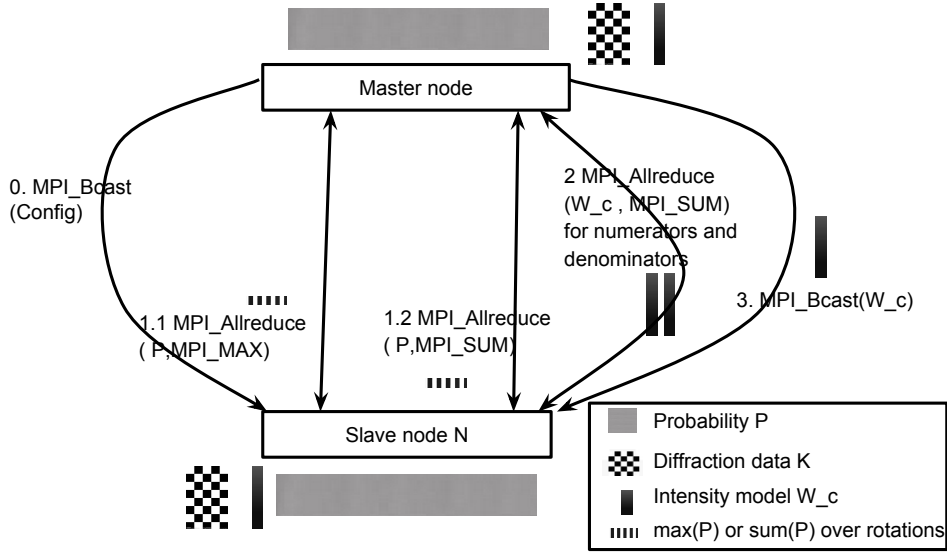 Master node
0. MPI_Bcast
(Config)
2 MPI_Allreduce
(W_c , MPI_SUM)
for numerators and
denominators
3. MPI_Bcast(W_c)
1.1 MPI_Allreduce
( P,MPI_MAX)
1.2 MPI_Allreduce
( P,MPI_SUM)
Slave node N
Probability P
Diffraction data K
Intensity model W_c
max(P) or sum(P) over rotations